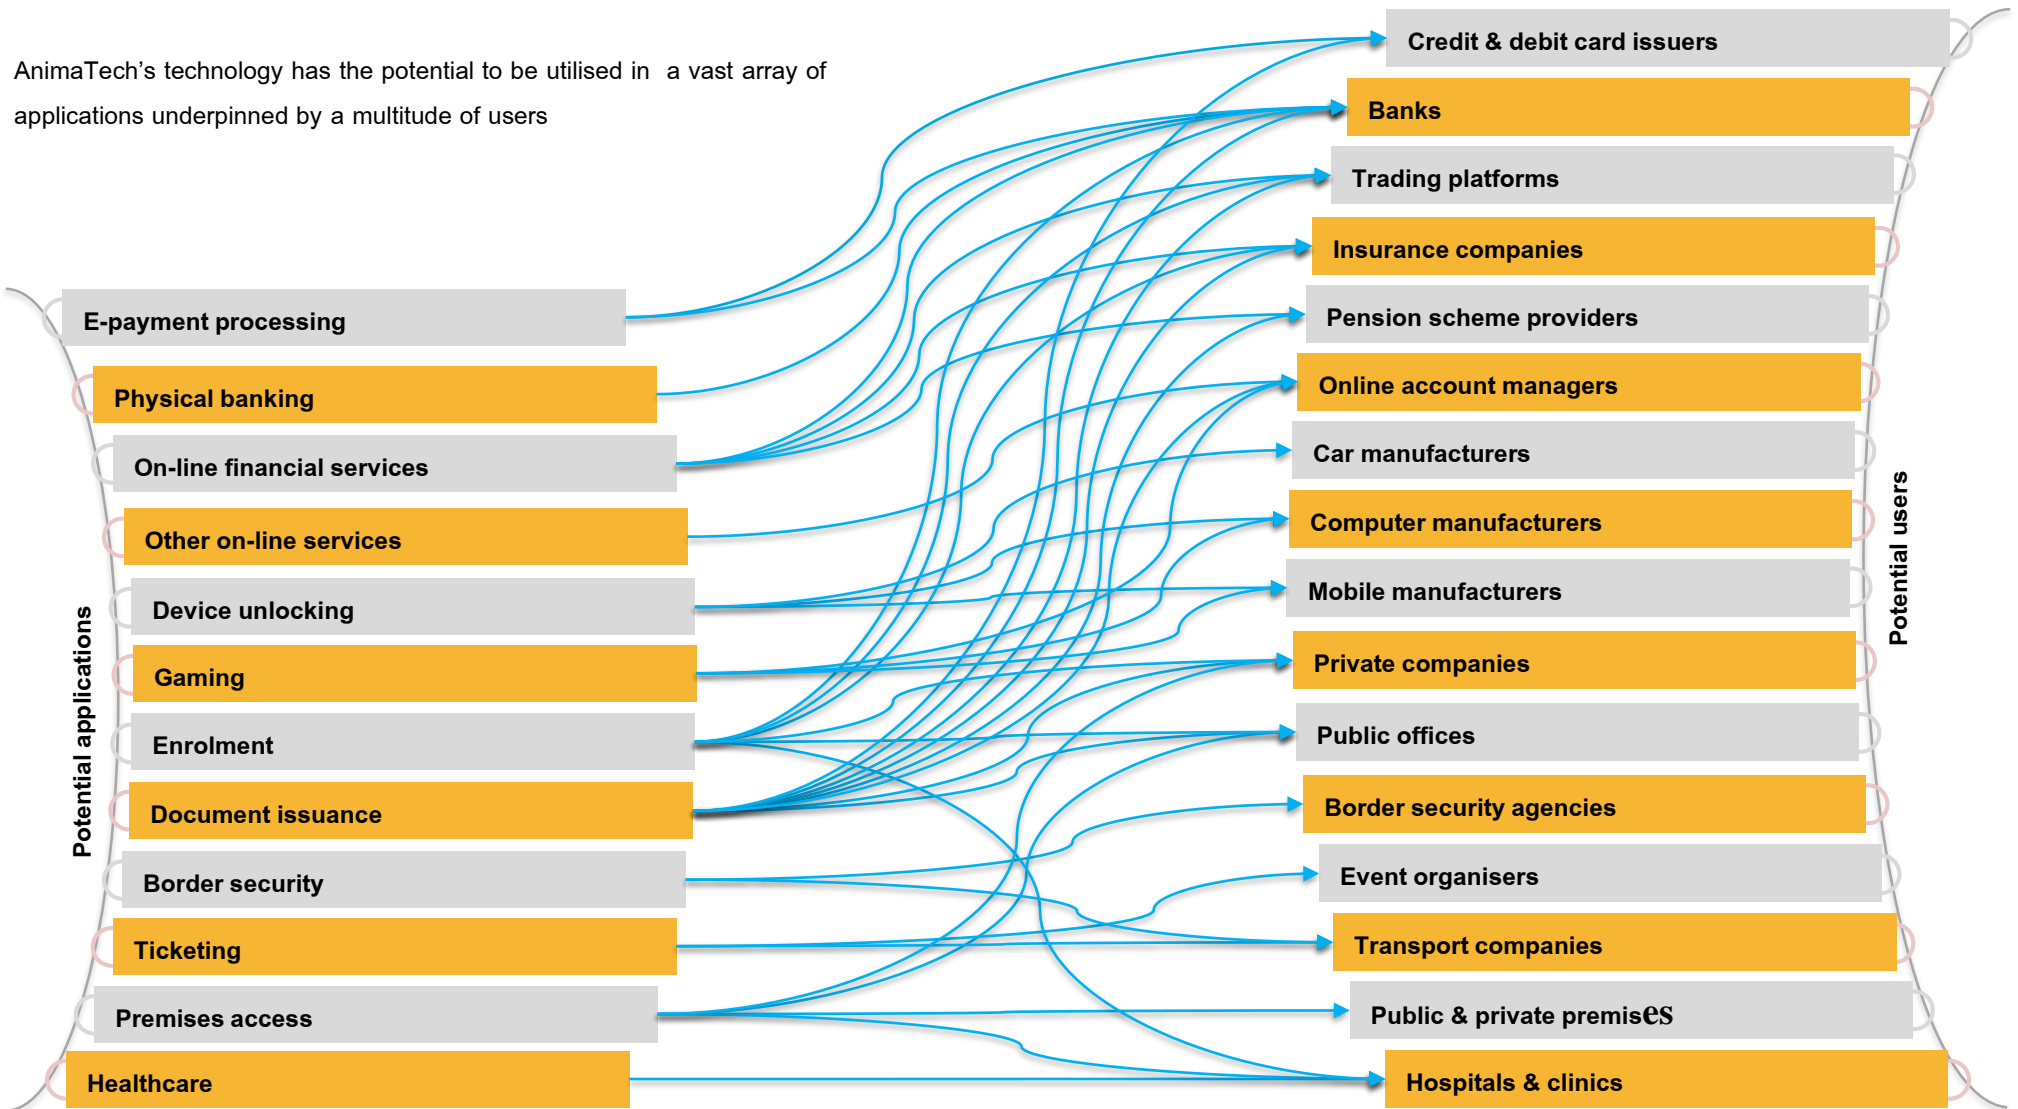 AnimaTech's technology has the potential to be utilised in a vast array of
applications underpinned by a multitude of users
Potential applications
E-payment processing
Physical banking
On-line financial services
Other on-line services
Device unlocking
Gaming
Enrolment
Document issuance
Border security
Ticketing
Premises access
Healthcare
Credit & debit card issuers
Banks
Trading platforms
Insurance companies
Pension scheme providers
Online account managers
Car manufacturers
Computer manufacturers
Mobile manufacturers
Private companies
Public offices
Border security agencies
Event organisers
Transport companies
Public & private premises
Hospitals & clinics
Potential users